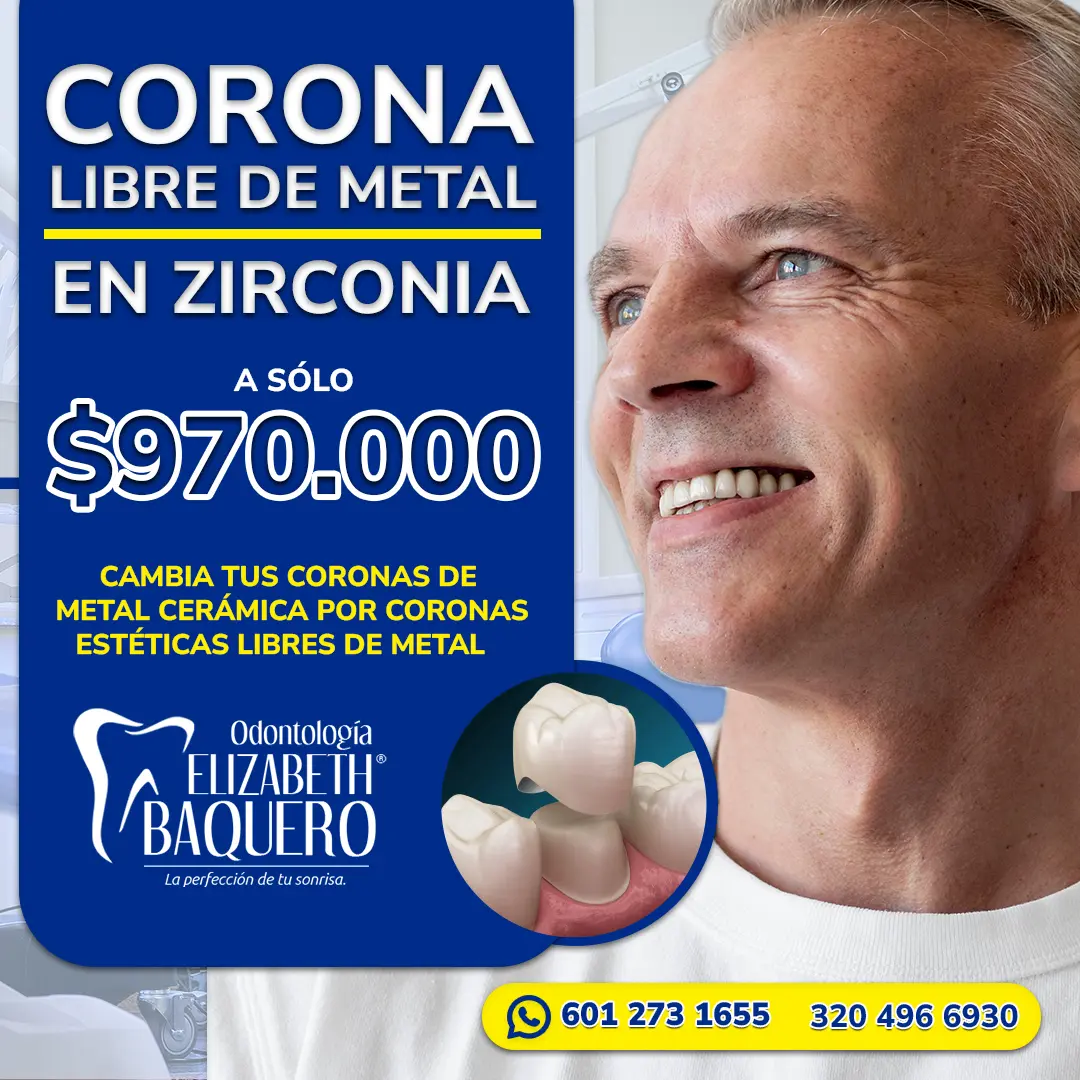 CORONA
LIBRE DE METAL
EN ZIRCONIA
A SÓLO
$970.000
CAMBIA TUS CORONAS DE
METAL CERÁMICA POR CORONAS
ESTÉTICAS LIBRES DE METAL
Odontología
ELIZABETH®
BAQUERO
La perfección de tu sonrisa.
601 273 1655 320 496 6930